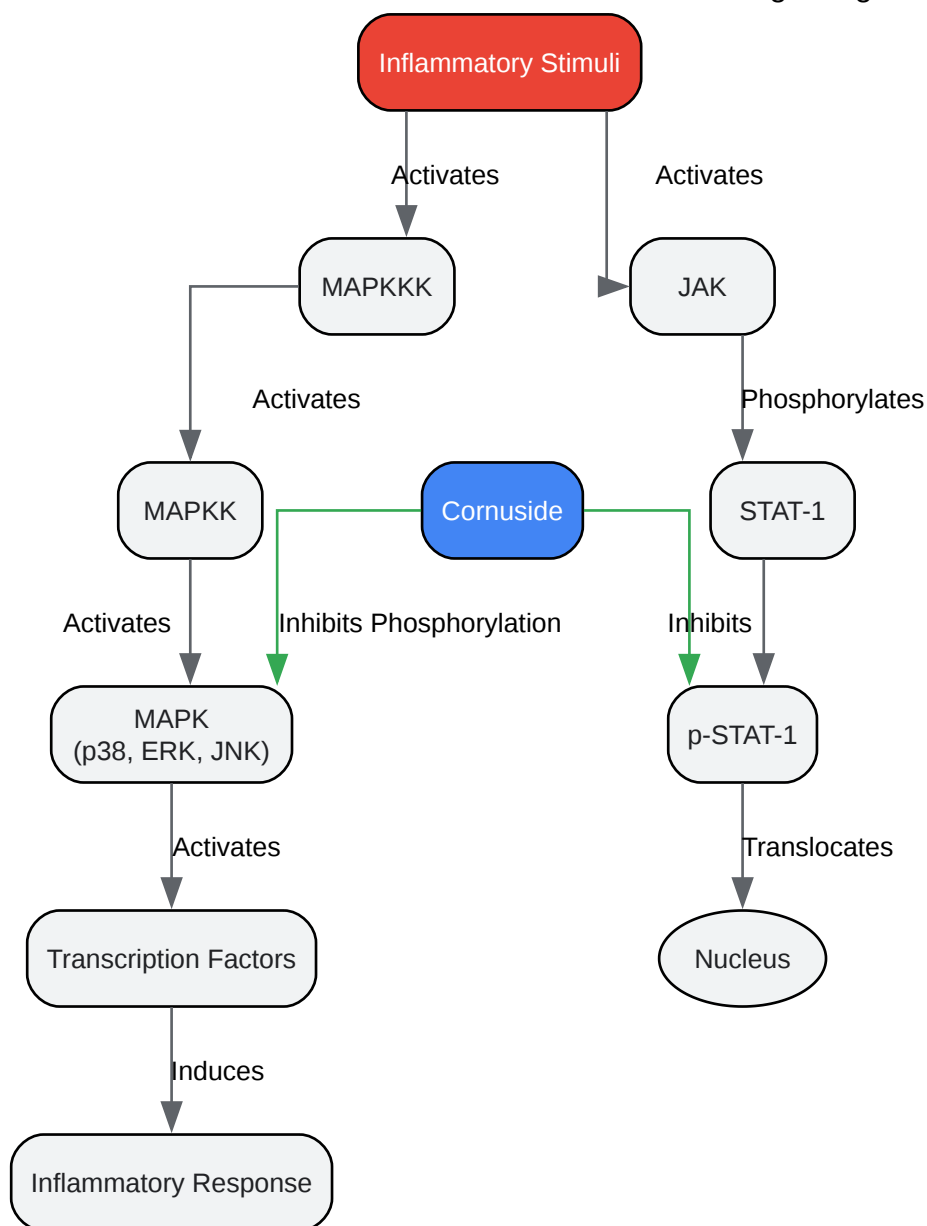 Inflammatory Stimuli
Activates
Activates
MAPKKK
JAK
Activates
Phosphorylates
MAPKK
Cornuside
STAT-1
Activates
Inhibits Phosphorylation
Inhibits
MAPK
(p38, ERK, JNK)
p-STAT-1
Activates
Translocates
Transcription Factors
Nucleus
Induces
Inflammatory Response